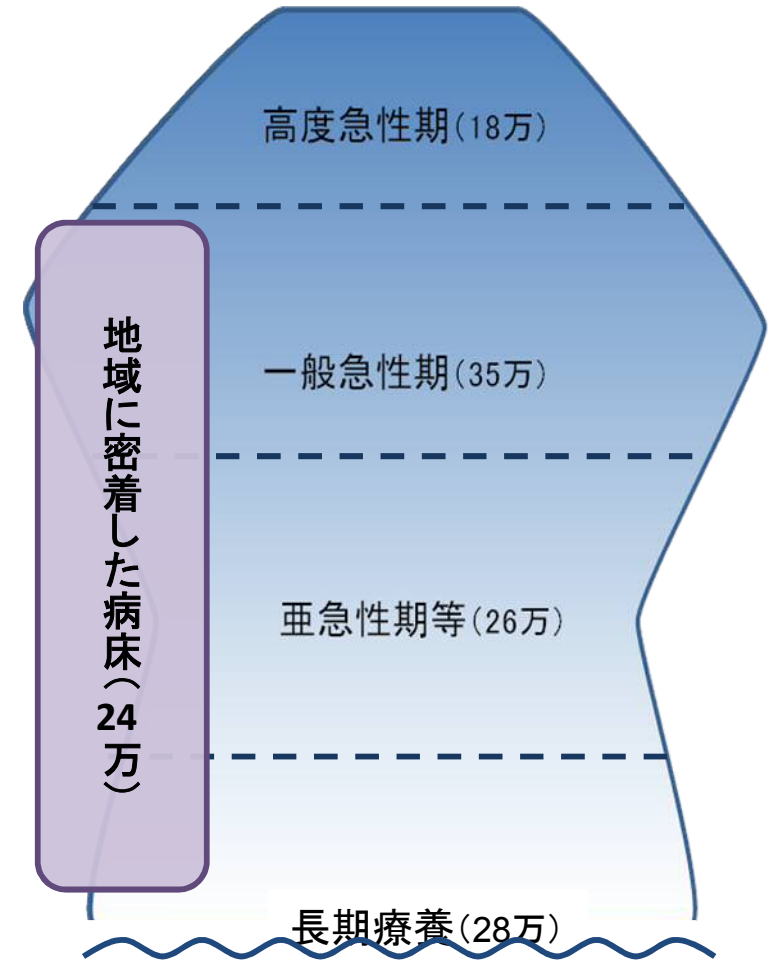 高度急性期(18万)
一般急性期(35万)
地域に密着した病床(24万)
亜急性期等(26万)
長期療養(28万)